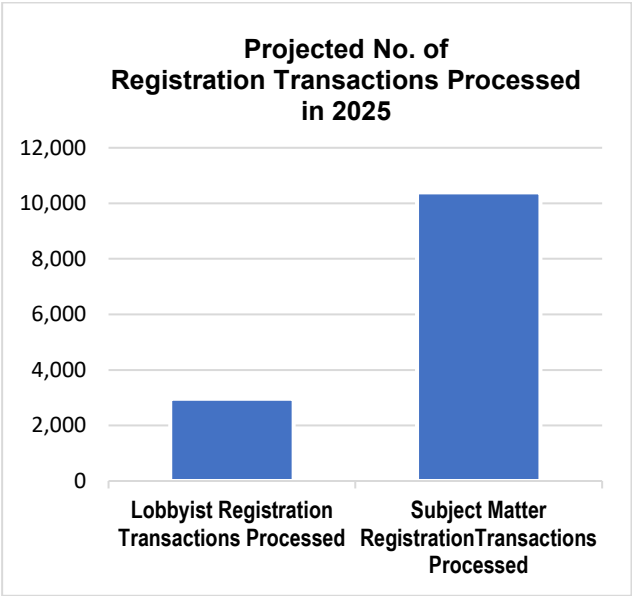 Projected No. of
Registration Transactions Processed
in 2025
12,000
10,000
8,000
6,000
4,000
2,000
0
Lobbyist Registration
Transactions Processed
Subject Matter
RegistrationTransactions
Processed